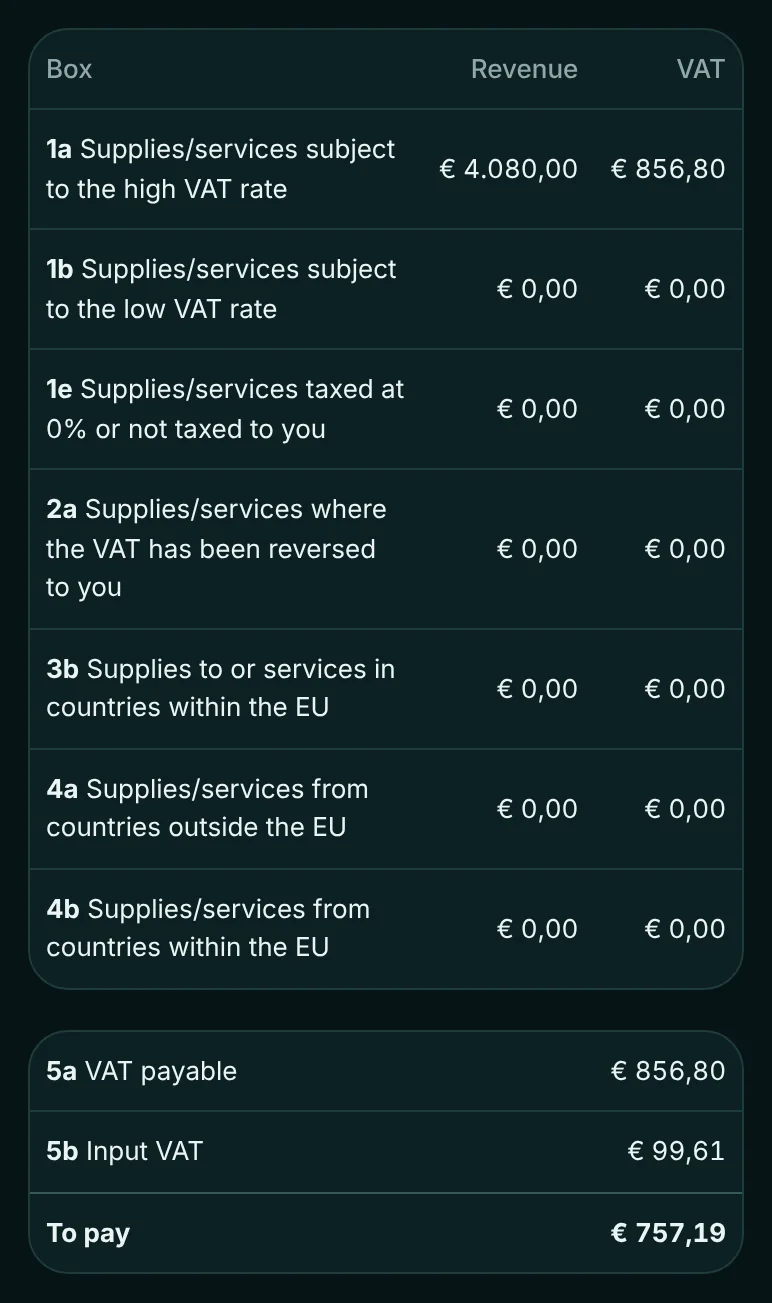 Box Revenue VAT
1a Supplies/services subject
to the high VAT rate
€ 4.080,00 € 856,80
1b Supplies/services subject
to the low VAT rate
€ 0,00 € 0,00
1e Supplies/services taxed at
0% or not taxed to you
€ 0,00 € 0,00
2a Supplies/services where
the VAT has been reversed
to you
€ 0,00 € 0,00
3b Supplies to or services in
countries within the EU
€ 0,00 € 0,00
4a Supplies/services from
countries outside the EU
€ 0,00 € 0,00
4b Supplies/services from
countries within the EU
€ 0,00 € 0,00
5a VAT payable € 856,80
5b Input VAT € 99,61
To pay € 757,19